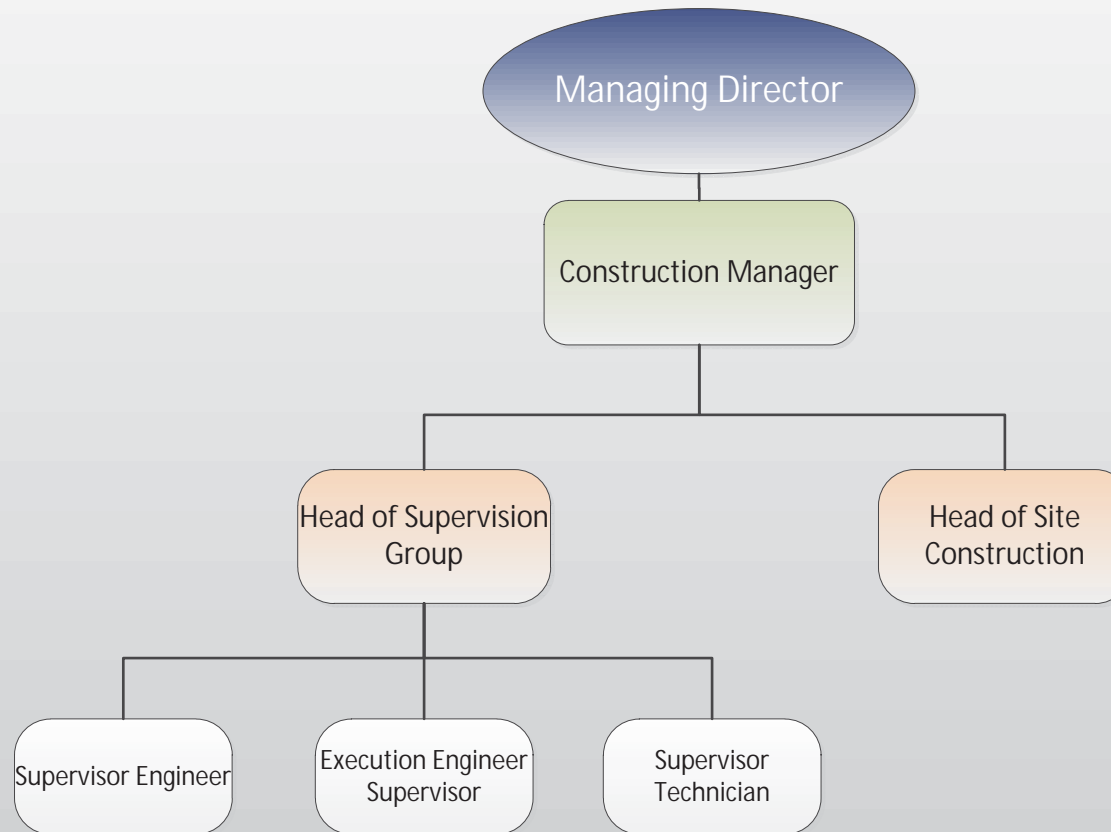 Managing Director
Construction Manager
Head of Supervision
Group
Head of Site
Construction
Supervisor Engineer
Execution Engineer
Supervisor
Supervisor
Technician